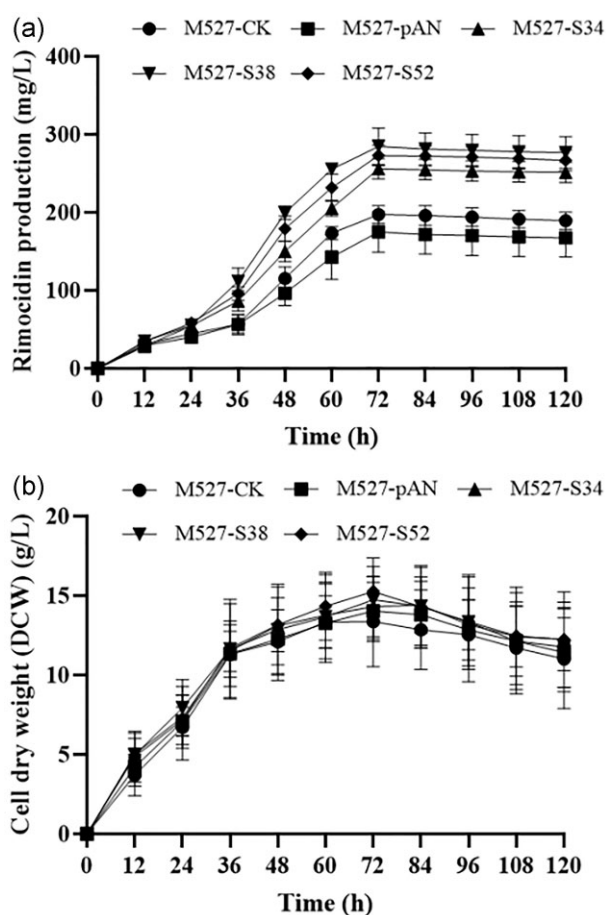 (a)
M527-CK M527-pAN M527-S34
M527-S38 M527-S52
Rimocidin production (mg/L)
400
300
200
100
0
0 12 24 36 48 60 72 84 96 108 120
Time (h)
(b)
M527-CK M527-pAN M527-S34
M527-S38 M527-S52
Cell dry weight (DCW) (g/L)
20
15
10
5
0
0 12 24 36 48 60 72 84 96 108 120
Time (h)